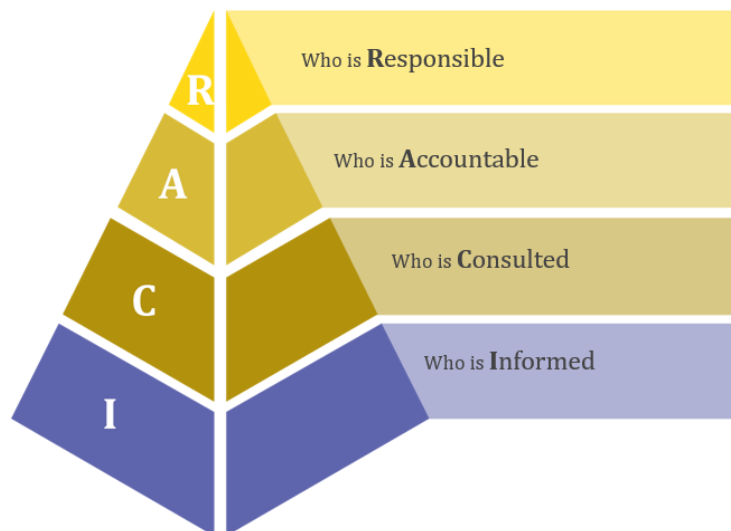 R
Who is Responsible
A
Who is Accountable
C
Who is Consulted
I
Who is Informed